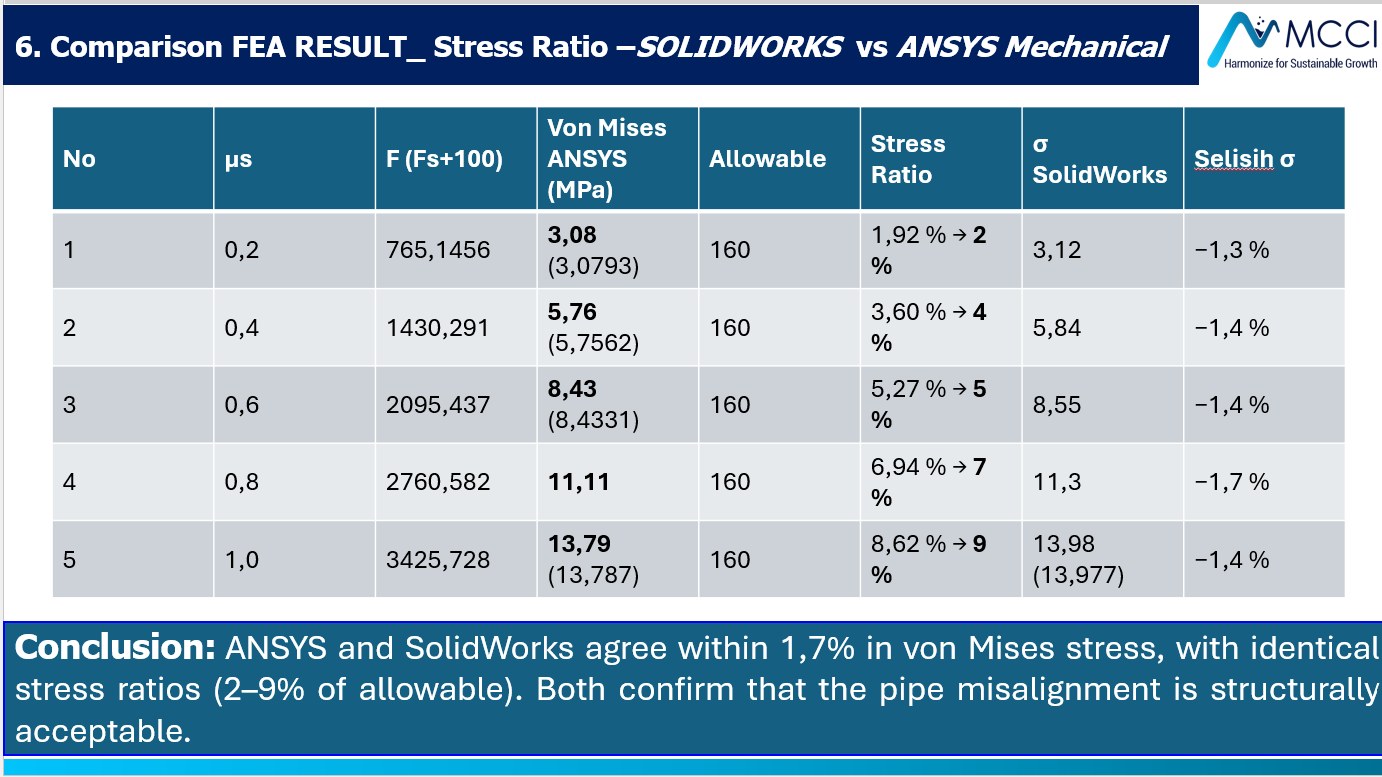 6. Comparison FEA RESULT_ Stress Ratio –SOLIDWORKS vs ANSYS Mechanical
MCCI
Harmonize for Sustainable Growth
No
μs
F (Fs+100)
Von Mises
ANSYS
(MPa)
Allowable
Stress
Ratio
σ
SolidWorks
Selisih σ
1
0,2
765,1456
3,08
(3,0793)
160
1,92 % → 2
%
3,12
−1,3 %
2
0,4
1430,291
5,76
(5,7562)
160
3,60 % → 4
%
5,84
−1,4 %
3
0,6
2095,437
8,43
(8,4331)
160
5,27 % → 5
%
8,55
−1,4 %
4
0,8
2760,582
11,11
160
6,94 % → 7
%
11,3
−1,7 %
5
1,0
3425,728
13,79
(13,787)
160
8,62 % → 9
%
13,98
(13,977)
−1,4 %
Conclusion: ANSYS and SolidWorks agree within 1,7% in von Mises stress, with identical
stress ratios (2–9% of allowable). Both confirm that the pipe misalignment is structurally
acceptable.